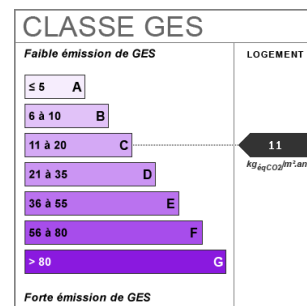 CLASSE GES
Faible émission de GES
LOGEMENT
≤ 5 A
6 à 10 B
11 à 20 C
11
kgéqCO2/m².an
21 à 35 D
36 à 55 E
56 à 80 F
> 80 G
Forte émission de GES